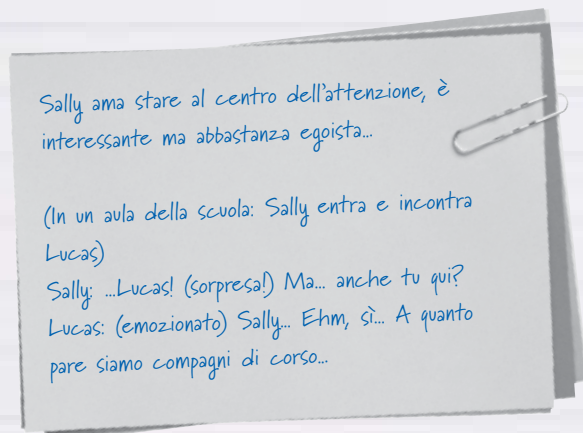 Sally ama stare al centro dell'attenzione, è
interessante ma abbastanza egoista...
(In un aula della scuola: Sally entra e incontra
Lucas)
Sally: ...Lucas! (sorpresa!) Ma... anche tu qui?
Lucas: (emozionato) Sally... Ehm, sì... A quanto
pare siamo compagni di corso...